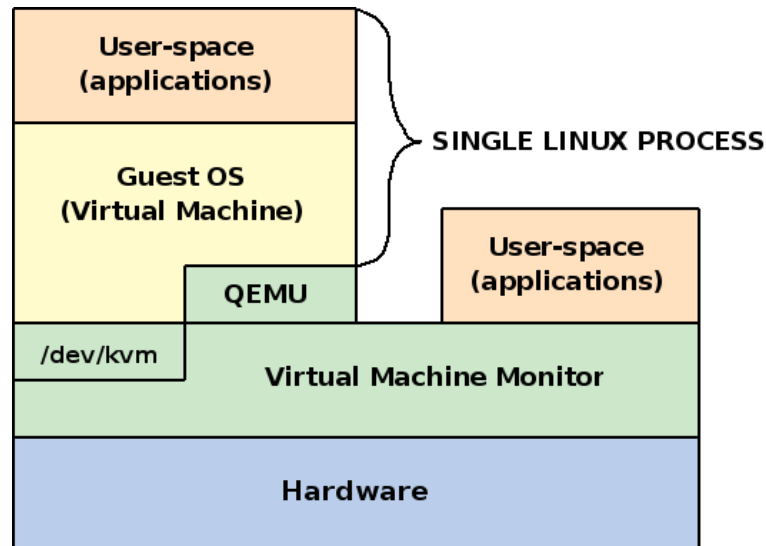 User-space
(applications)
SINGLE LINUX PROCESS
Guest OS
(Virtual Machine)
User-space
(applications)
QEMU
/dev/kvm
Virtual Machine Monitor
Hardware